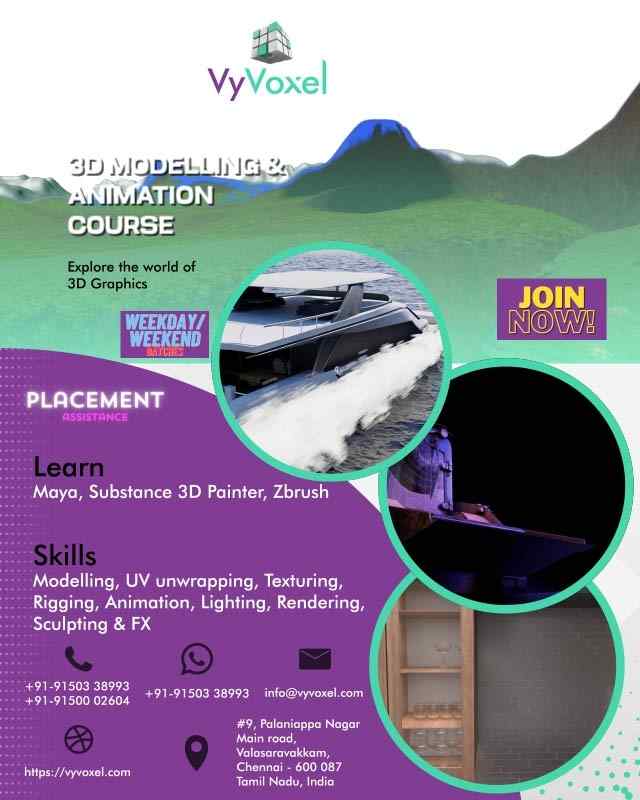 VyVoxel
3D MODELLING &
ANIMATION
COURSE
Explore the world of
3D Graphics
WEEKDAY/
WEEKEND
BATCHES
JOIN
NOW!
PLACEMENT
ASSISTANCE
Learn
Maya, Substance 3D Painter, Zbrush
Skills
Modelling, UV unwrapping, Texturing,
Rigging, Animation, Lighting, Rendering,
Sculpting & FX
+91-91503 38993
+91-91500 02604
+91-91503 38993
info@vyvoxel.com
https://vyvoxel.com
#9, Palaniappa Nagar
Main road,
Valasaravakkam,
Chennai - 600 087
Tamil Nadu, India